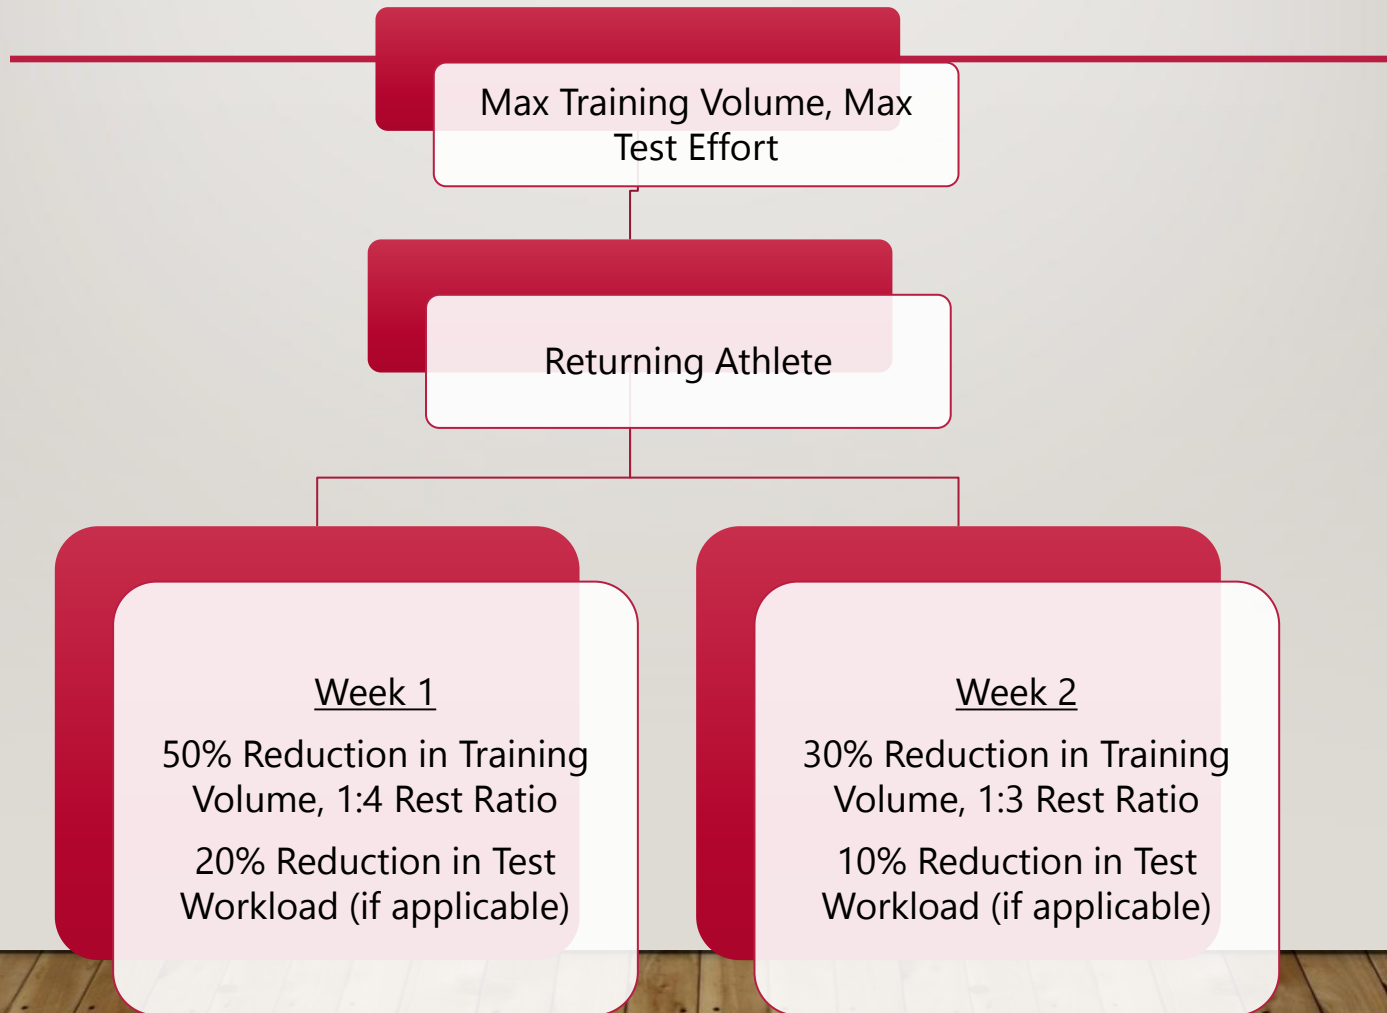 Max Training Volume, Max
Test Effort
Returning Athlete
Week 1
50% Reduction in Training
Volume, 1:4 Rest Ratio
20% Reduction in Test
Workload (if applicable)
Week 2
30% Reduction in Training
Volume, 1:3 Rest Ratio
10% Reduction in Test
Workload (if applicable)